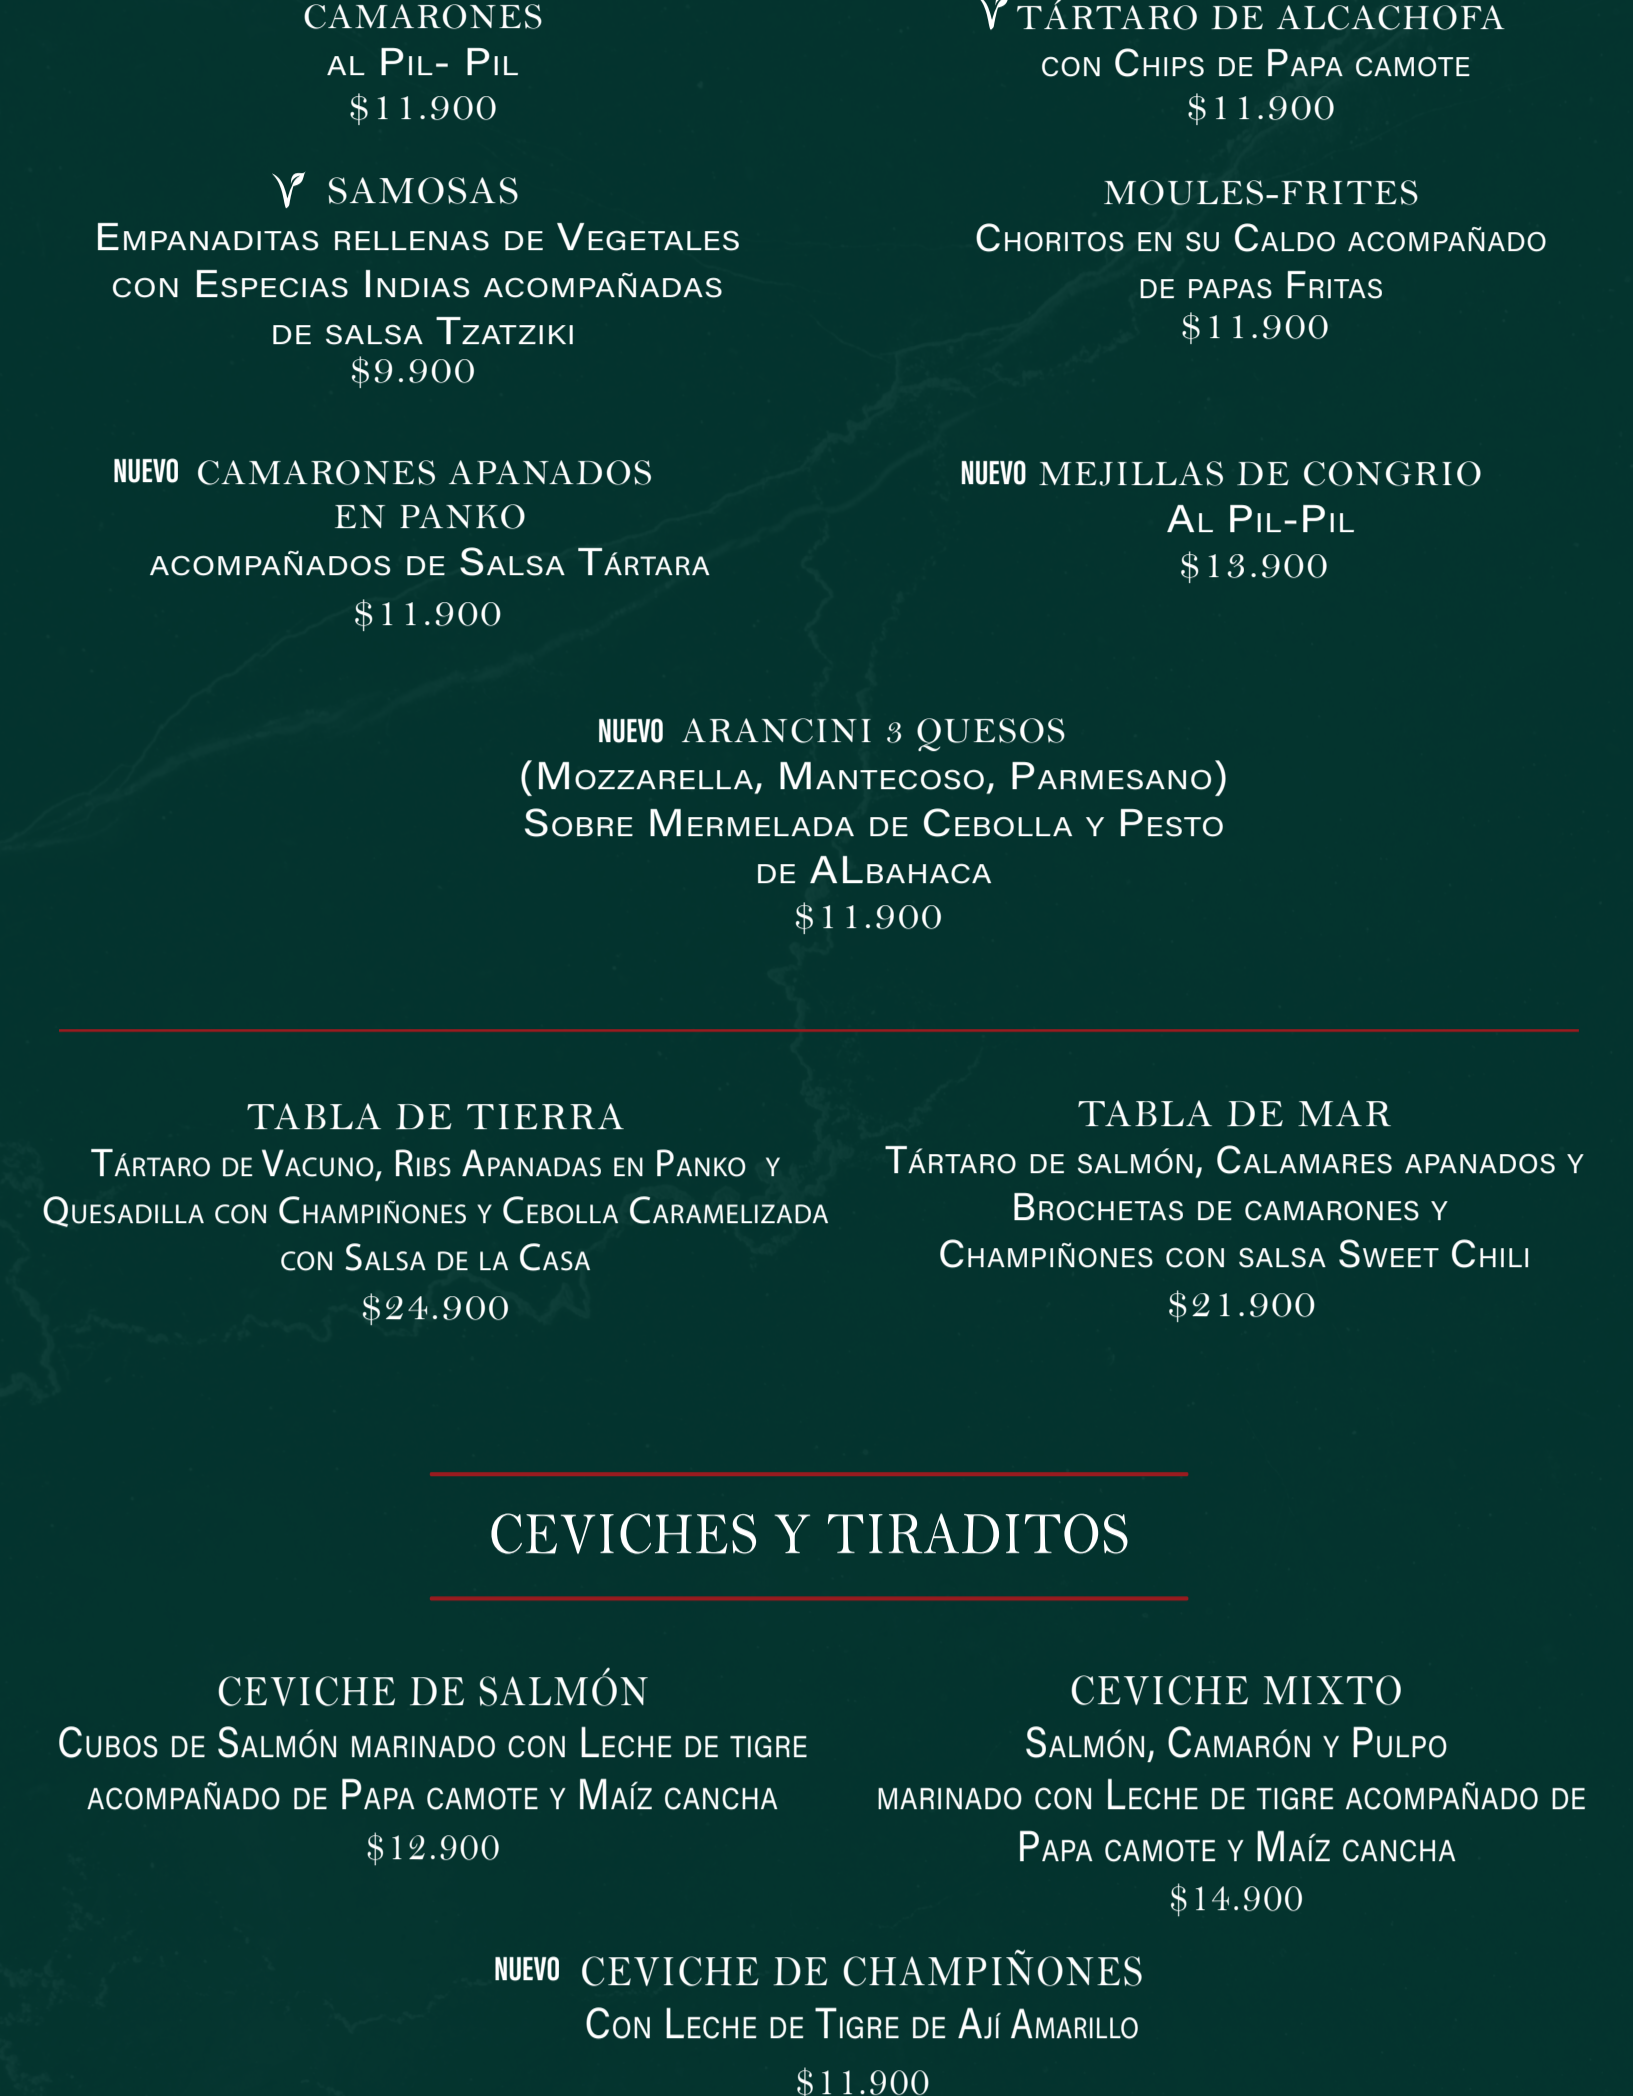 CAMARONES
AL PIL- PIL
$11.900
TÁRTARO DE ALCACHOFA
CON CHIPS DE PAPA CAMOTE
$11.900
V SAMOSAS
EMPANADITAS RELLENAS DE VEGETALES
CON ESPECIAS INDIAS ACOMPAÑADAS
DE SALSA TZATZIKI
$9.900
MOULES-FRITES
CHORITOS EN SU CALDO ACOMPAÑADO
DE PAPAS FRITAS
$11.900
NUEVO CAMARONES APANADOS
EN PANKO
ACOMPAÑADOS DE SALSA TÁRTARA
$11.900
NUEVO MEJILLAS DE CONGRIO
AL PIL-PIL
$13.900
NUEVO ARANCINI 3 QUESOS
(MOZZARELLA, MANTECOSO, PARMESANO)
SOBRE MERMELADA DE CEBOLLA Y PESTO
DE ALBAHACA
$11.900
TABLA DE TIERRA
TÁRTARO DE VACUNO, RIBS APANADAS EN PANKO Y
QUESADILLA CON CHAMPIÑONES Y CEBOLLA CARAMELIZADA
CON SALSA DE LA CASA
$24.900
TABLA DE MAR
TÁRTARO DE SALMÓN, CALAMARES APANADOS Y
BROCHETAS DE CAMARONES Y
CHAMPIÑONES CON SALSA SWEET CHILI
$21.900
CEVICHES Y TIRADITOS
CEVICHE DE SALMÓN
CUBOS DE SALMÓN MARINADO CON LECHE DE TIGRE
ACOMPAÑADO DE PAPA CAMOTE Y MAÍZ CANCHA
$12.900
CEVICHE MIXTO
SALMÓN, CAMARÓN Y PULPO
MARINADO CON LECHE DE TIGRE ACOMPAÑADO DE
PAPA CAMOTE Y MAÍZ CANCHA
$14.900
NUEVO CEVICHE DE CHAMPIÑONES
CON LECHE DE TIGRE DE AJÍ AMARILLO
$11.900